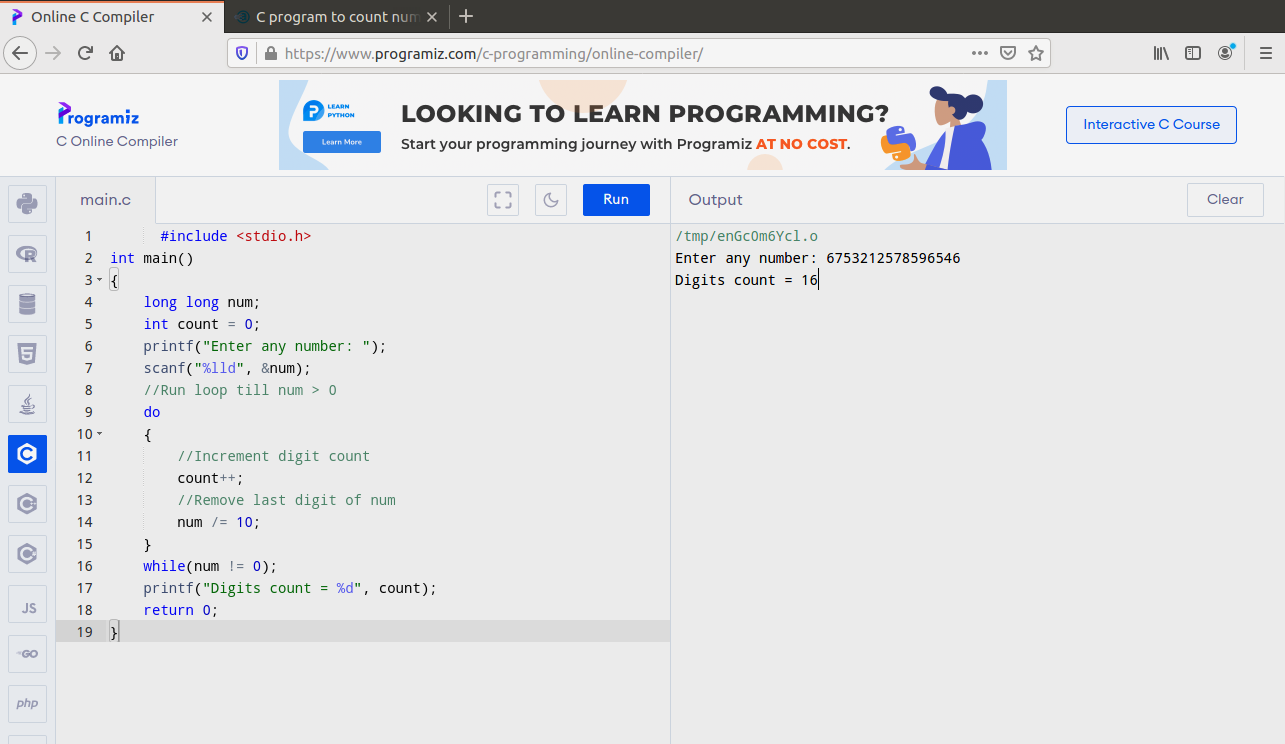 Online C Compiler
C program to count num
https://www.programiz.com/c-programming/online-compiler/
Programiz
C Online Compiler
LEARN
PYTHON
Learn More
LOOKING TO LEARN PROGRAMMING?
Start your programming journey with Programiz AT NO COST.
Interactive C Course
main.c
Run
Output
Clear
1 #include <stdio.h>
2 int main()
3 {
4 long long num;
5 int count = 0;
6 printf("Enter any number: ");
7 scanf("%lld", &num);
8 //Run loop till num > 0
9 do
10 {
11 //Increment digit count
12 count++;
13 //Remove last digit of num
14 num /= 10;
15 }
16 while(num != 0);
17 printf("Digits count = %d", count);
18 return 0;
19 }
/tmp/enGcOm6Ycl.o
Enter any number: 6753212578596546
Digits count = 16
JS
GO
php